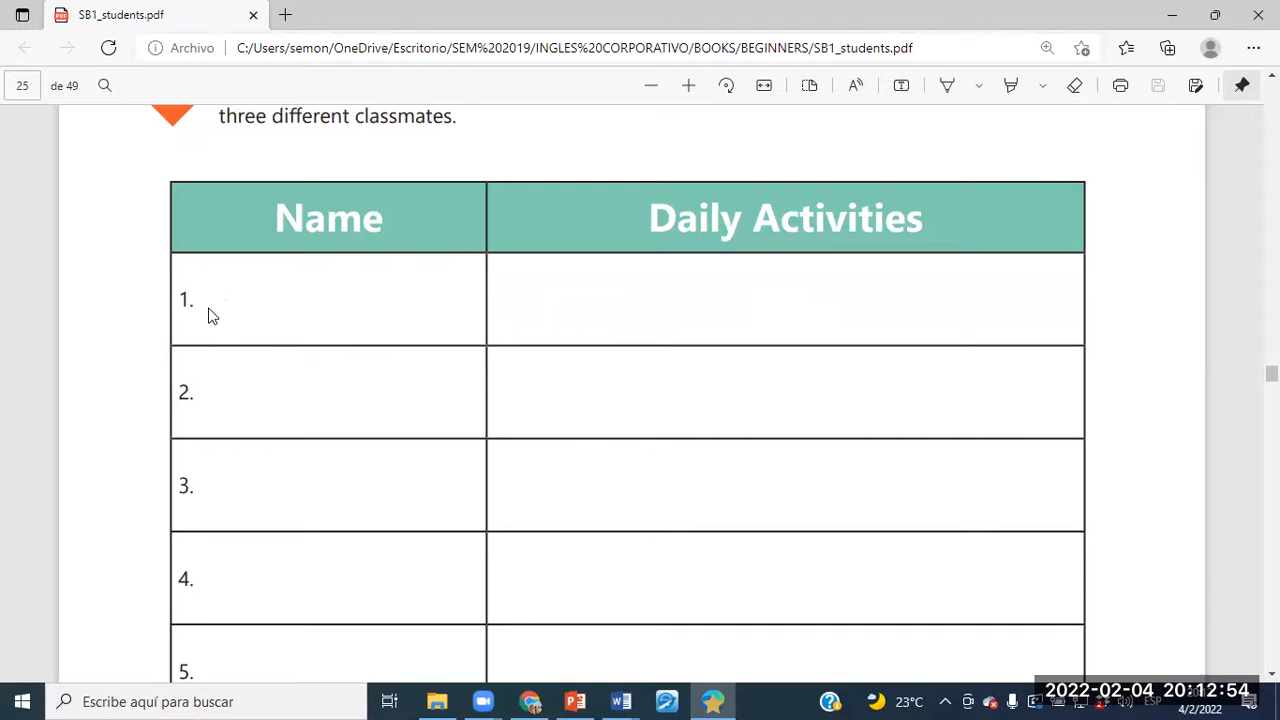 SB1_students.pdf
Archivo
C:/Users/semon/OneDrive/Escritorio/SEM%202019/INGLES%20CORPORATIVO/BOOKS/BEGINNERS/SB1_students.pdf
25 de 49
three different classmates.
Name Daily Activities
1.
2.
3.
4.
5.
Escribe aquí para buscar
23°C
ESP
2022-02-04 20:12:54
4/2/2022